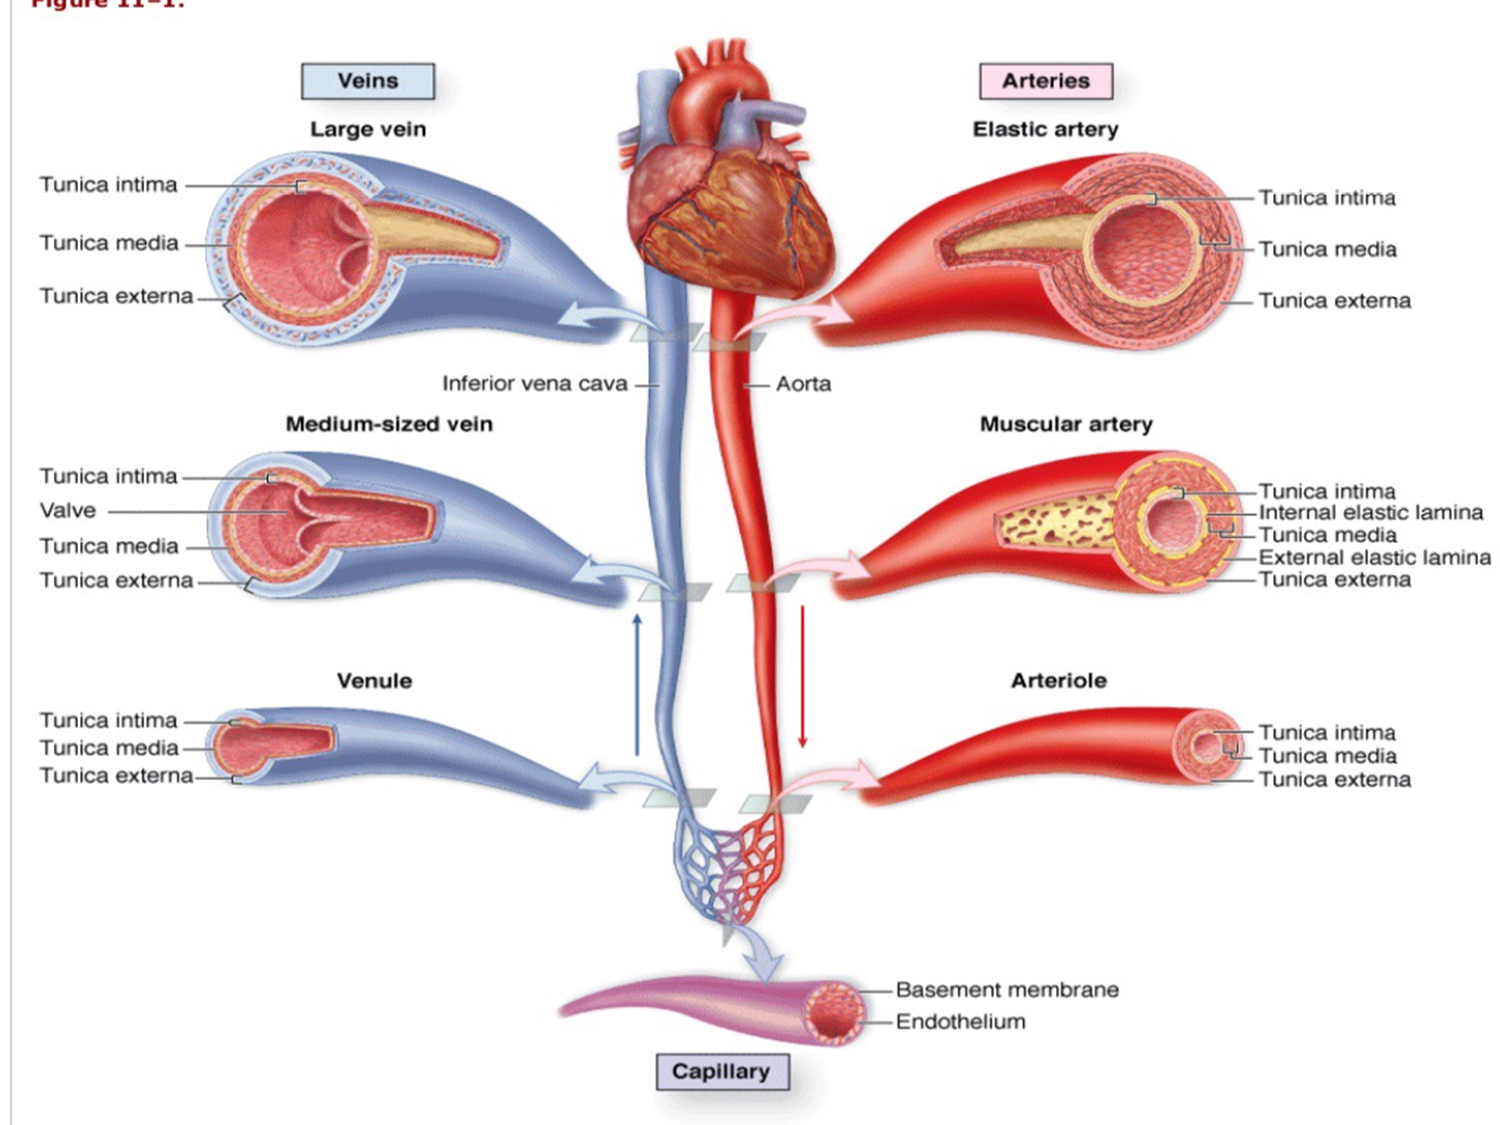 Figure 11–1.
Veins
Large vein
Tunica intima
Tunica media
Tunica externa
Arteries
Elastic artery
Tunica intima
Tunica media
Tunica externa
Inferior vena cava
Aorta
Medium-sized vein
Tunica intima
Valve
Tunica media
Tunica externa
Muscular artery
Tunica intima
Internal elastic lamina
Tunica media
External elastic lamina
Tunica externa
Venule
Tunica intima
Tunica media
Tunica externa
Arteriole
Tunica intima
Tunica media
Tunica externa
Basement membrane
Endothelium
Capillary